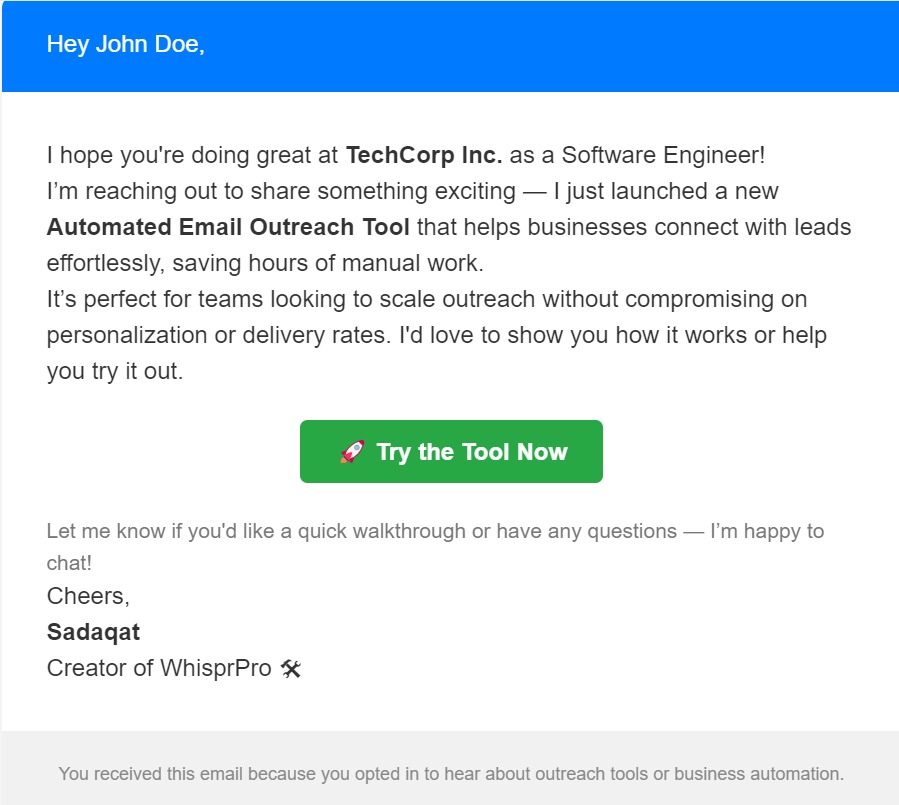 Hey John Doe,
I hope you're doing great at TechCorp Inc. as a Software Engineer!
I’m reaching out to share something exciting — I just launched a new
Automated Email Outreach Tool that helps businesses connect with leads
effortlessly, saving hours of manual work.
It’s perfect for teams looking to scale outreach without compromising on
personalization or delivery rates. I'd love to show you how it works or help
you try it out.
🚀 Try the Tool Now
Let me know if you'd like a quick walkthrough or have any questions — I’m happy to
chat!
Cheers,
Sadaqat
Creator of WhisprPro 🛠
You received this email because you opted in to hear about outreach tools or business automation.